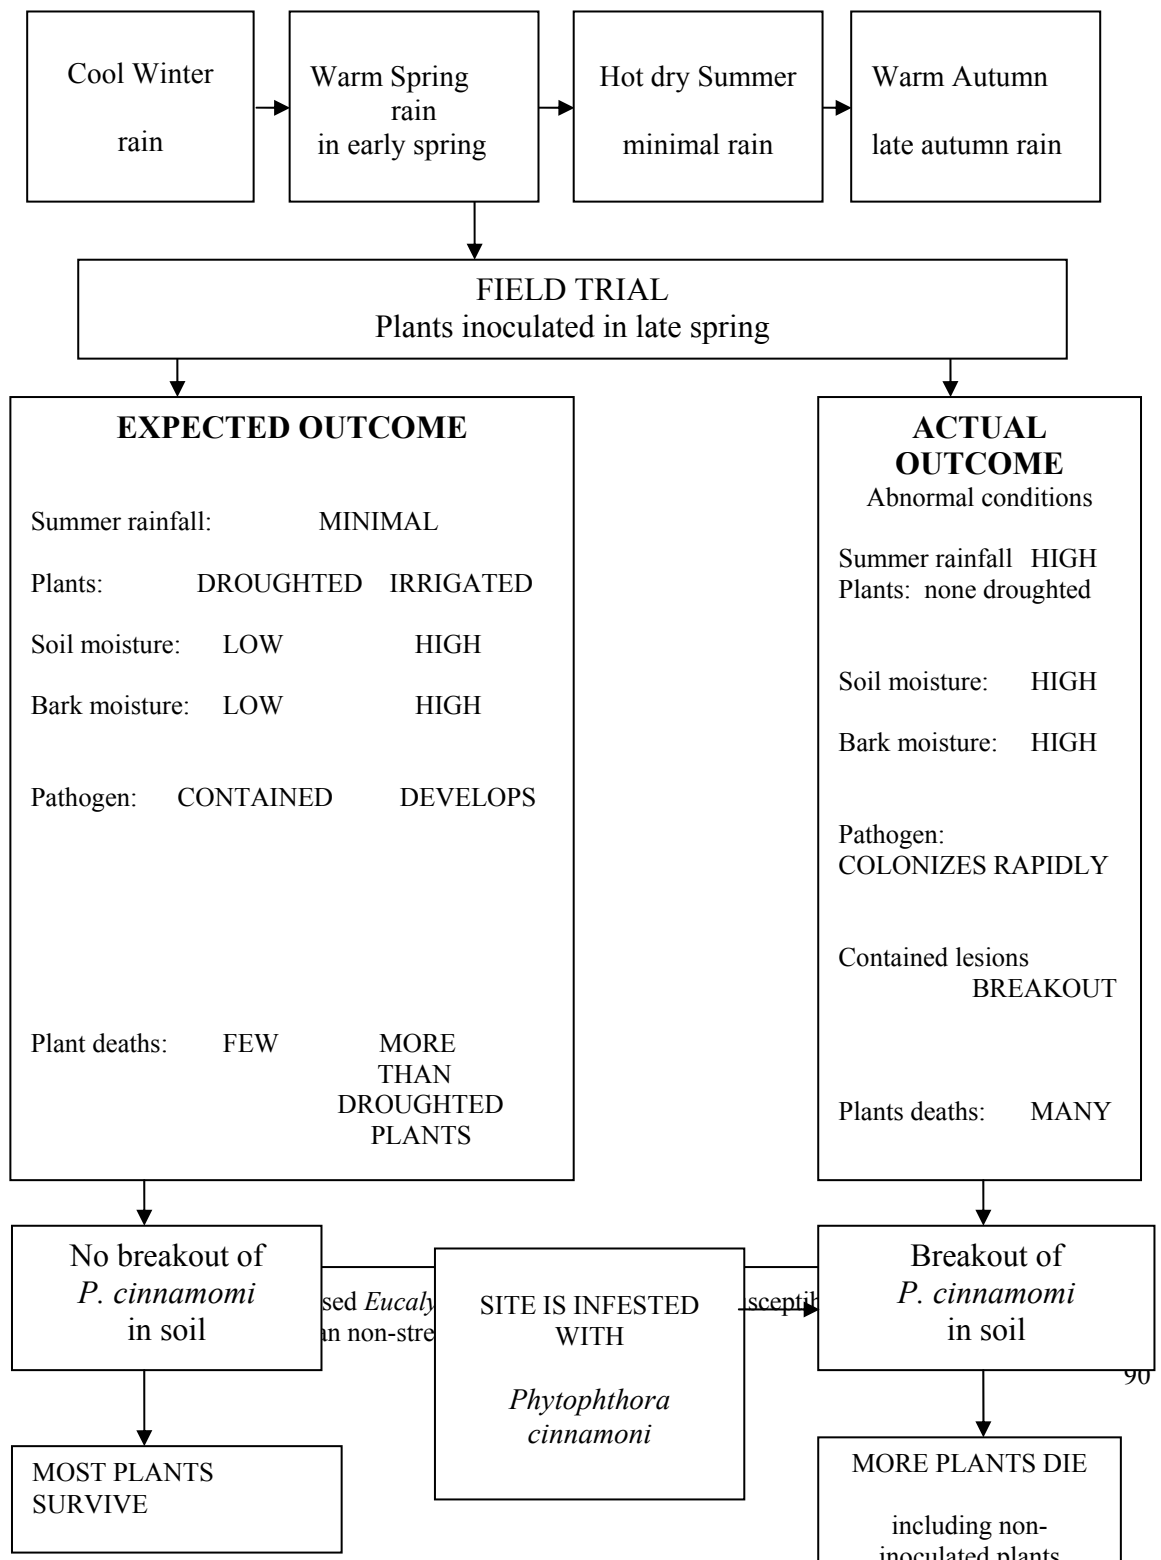 Cool Winter
rain
Warm Spring
rain
in early spring
Hot dry Summer
minimal rain
Warm Autumn
late autumn rain
FIELD TRIAL
Plants inoculated in late spring
EXPECTED OUTCOME
Summer rainfall: MINIMAL
Plants: DROUGHTED IRRIGATED
Soil moisture: LOW HIGH
Bark moisture: LOW HIGH
Pathogen: CONTAINED DEVELOPS
Plant deaths: FEW MORE
THAN
DROUGHTED
PLANTS
ACTUAL
OUTCOME
Abnormal conditions
Summer rainfall HIGH
Plants: none droughted
Soil moisture: HIGH
Bark moisture: HIGH
Pathogen:
COLONIZES RAPIDLY
Contained lesions
BREAKOUT
Plants deaths: MANY
No breakout of
P. cinnamomi
in soil
SITE IS INFESTED
WITH
Phytophthora
cinnamoni
Breakout of
P. cinnamomi
in soil
90
MOST PLANTS
SURVIVE
MORE PLANTS DIE
including non-
inoculated plants